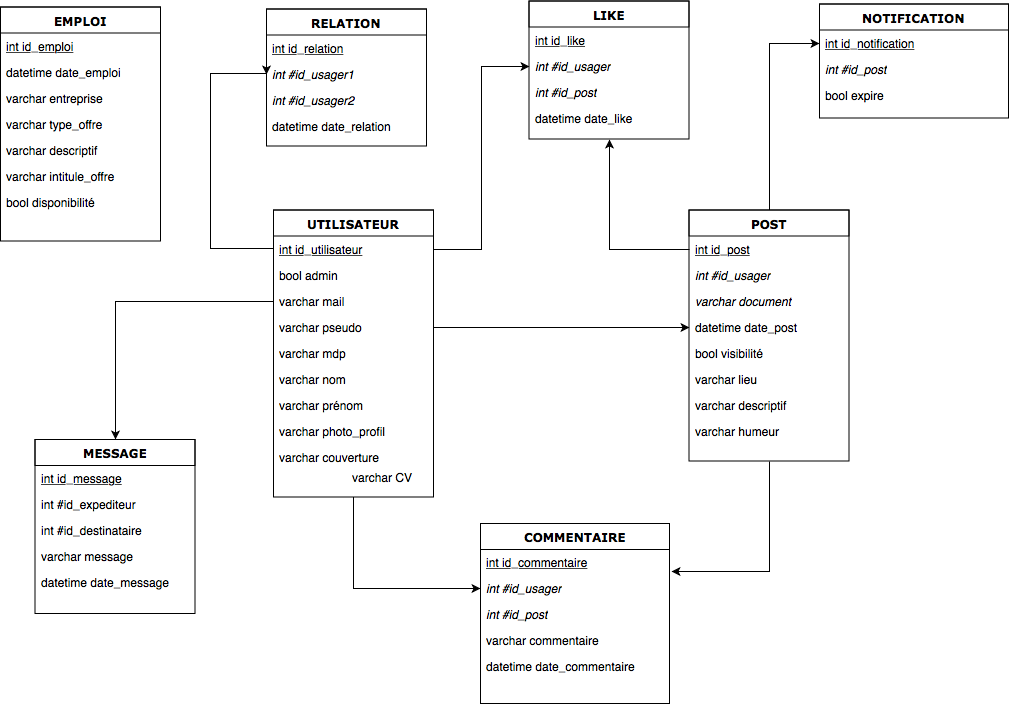 EMPLOI
int id_emploi
datetime date_emploi
varchar entreprise
varchar type_offre
varchar descriptif
varchar intitule_offre
bool disponibilité
RELATION
int id_relation
int #id_usager1
int #id_usager2
datetime date_relation
LIKE
int id_like
int #id_usager
int #id_post
datetime date_like
NOTIFICATION
int id_notification
int #id_post
bool expire
UTILISATEUR
int id_utilisateur
bool admin
varchar mail
varchar pseudo
varchar mdp
varchar nom
varchar prénom
varchar photo_profil
varchar couverture
varchar CV
POST
int id_post
int #id_usager
varchar document
datetime date_post
bool visibilité
varchar lieu
varchar descriptif
varchar humeur
MESSAGE
int id_message
int #id_expediteur
int #id_destinataire
varchar message
datetime date_message
COMMENTAIRE
int id_commentaire
int #id_usager
int #id_post
varchar commentaire
datetime date_commentaire